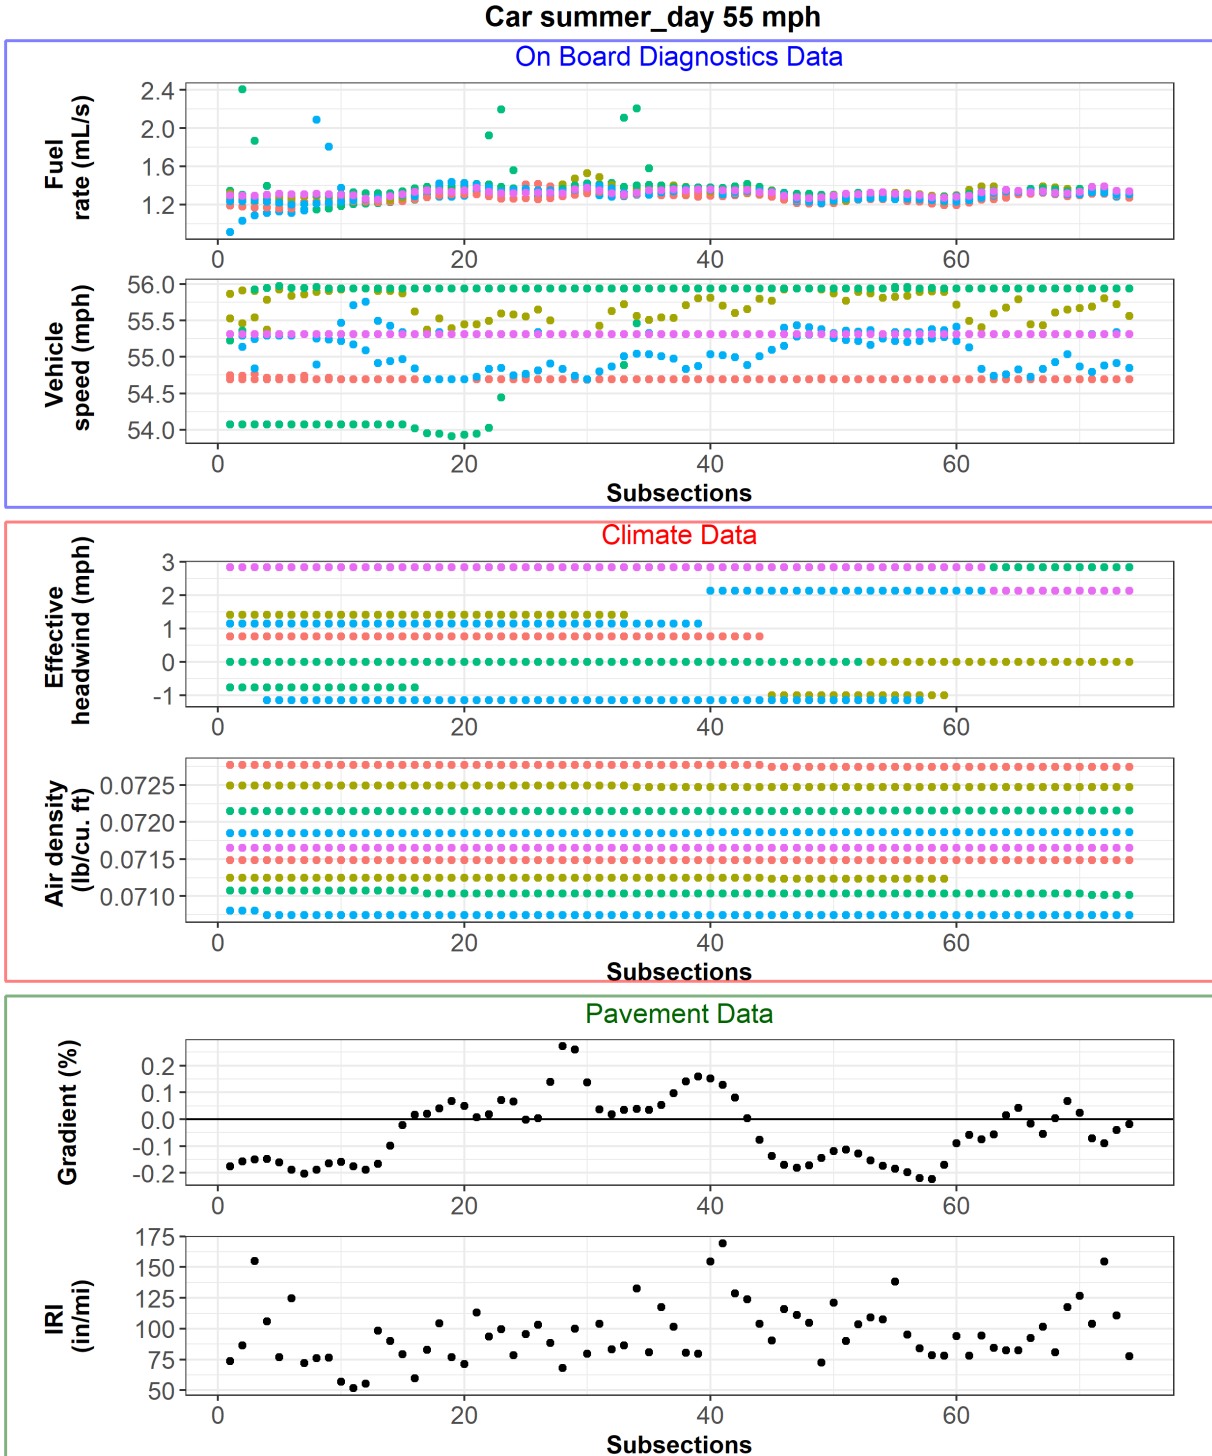 Car summer_day 55 mph
On Board Diagnostics Data
Fuel
rate (mL/s)
2.4
2.0
1.6
1.2
0 20 40 60
Vehicle
speed (mph)
56.0
55.5
55.0
54.5
54.0
0 20 40 60
Subsections
Climate Data
Effective
headwind (mph)
3
2
1
0
-1
0 20 40 60
Air density
(lb/cu. ft)
0.0725
0.0720
0.0715
0.0710
0 20 40 60
Subsections
Pavement Data
Gradient (%)
0.2
0.1
0.0
-0.1
-0.2
0 20 40 60
IRI
(in/mi)
175
150
125
100
75
50
0 20 40 60
Subsections